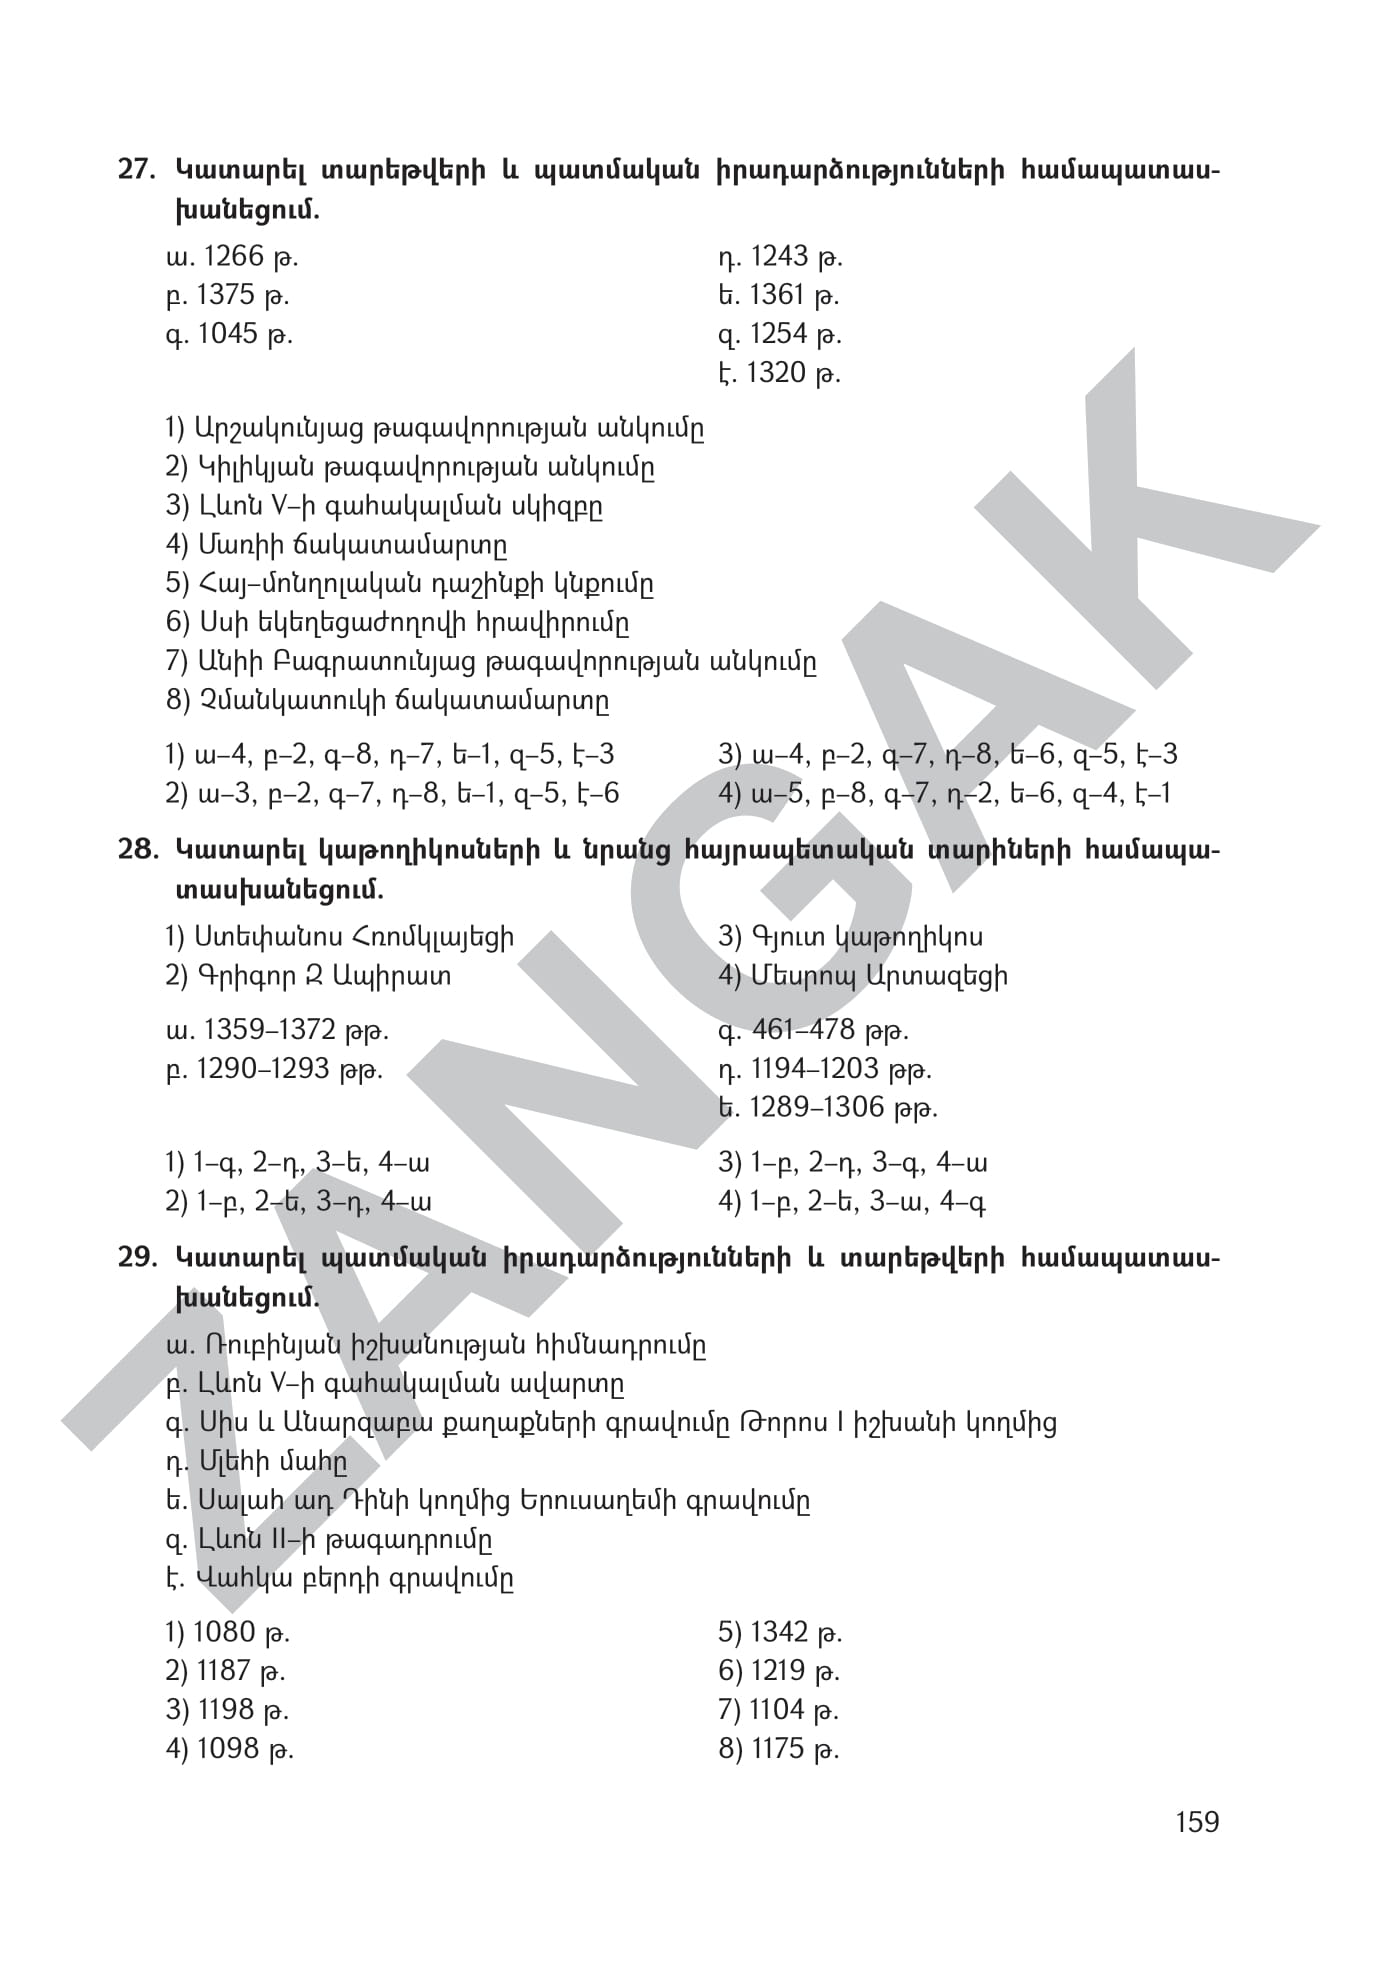 27. Կատարել տարեթվերի և պատմական իրադարձությունների համապատաս-
խանեցում.
ա. 1266 թ.
բ. 1375 թ.
գ. 1045 թ.
դ. 1243 թ.
ե. 1361 թ.
զ. 1254 թ.
է. 1320 թ.
1) Արշակունյաց թագավորության անկումը
2) Կիլիկյան թագավորության անկումը
3) Լևոն V–ի գահակալման սկիզբը
4) Մառիի ճակատամարտը
5) Հայ–մոնղոլական դաշինքի կնքումը
6) Սսի եկեղեցաժողովի հրավիրումը
7) Անիի Բագրատունյաց թագավորության անկումը
8) Չմանկատուկի ճակատամարտը
1) ա–4, բ–2, գ–8, դ–7, ե–1, զ–5, է–3
2) ա–3, բ–2, գ–7, դ–8, ե–1, զ–5, է–6
3) ա–4, բ–2, գ–7, դ–8, ե–6, զ–5, է–3
4) ա–5, բ–8, գ–7, դ–2, ե–6, զ–4, է–1
28. Կատարել կաթողիկոսների և նրանց հայրապետական տարիների համապա-
տասխանեցում.
1) Ստեփանոս Հռոմկլայեցի
2) Գրիգոր Զ Ապիրատ
3) Գյուտ կաթողիկոս
4) Մեսրոպ Արտազեցի
ա. 1359–1372 թթ.
բ. 1290–1293 թթ.
գ. 461–478 թթ.
դ. 1194–1203 թթ.
ե. 1289–1306 թթ.
1) 1–գ, 2–դ, 3–ե, 4–ա
2) 1–բ, 2–ե, 3–դ, 4–ա
3) 1–բ, 2–դ, 3–գ, 4–ա
4) 1–բ, 2–ե, 3–ա, 4–գ
29. Կատարել պատմական իրադարձությունների և տարեթվերի համապատաս-
խանեցում.
ա. Ռուբինյան իշխանության հիմնադրումը
բ. Լևոն V–ի գահակալման ավարտը
գ. Սիս և Անարզաբա քաղաքների գրավումը Թորոս I իշխանի կողմից
դ. Մլեհի մահը
ե. Սալահ ադ Դինի կողմից Երուսաղեմի գրավումը
զ. Լևոն II–ի թագադրումը
է. Վահկա բերդի գրավումը
1) 1080 թ.
2) 1187 թ.
3) 1198 թ.
4) 1098 թ.
5) 1342 թ.
6) 1219 թ.
7) 1104 թ.
8) 1175 թ.
159
ZANGAK